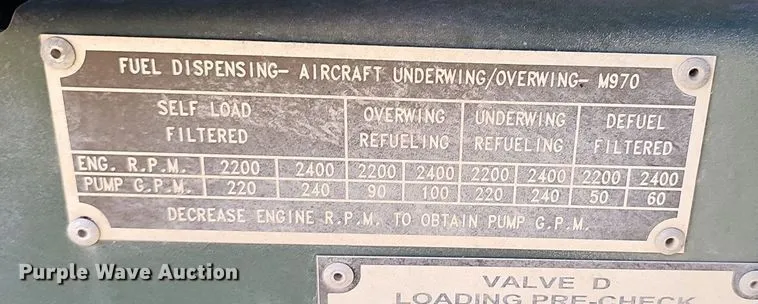 FUEL DISPENSING- AIRCRAFT UNDERWING/OVERWING- M970
SELF LOAD OVERWING UNDERWING DEFUEL
FILTERED REFUELING REFUELING FILTERED
ENG. R.P.M. 2200 2400 2200 2400 2200 2400 2200 2400
PUMP G.P.M. 220 240 90 100 220 240 50 60
DECREASE ENGINE R.P.M. TO OBTAIN PUMP G.P.M.
Purple Wave Auction
VALVE D
LOADING PRE-CHECK